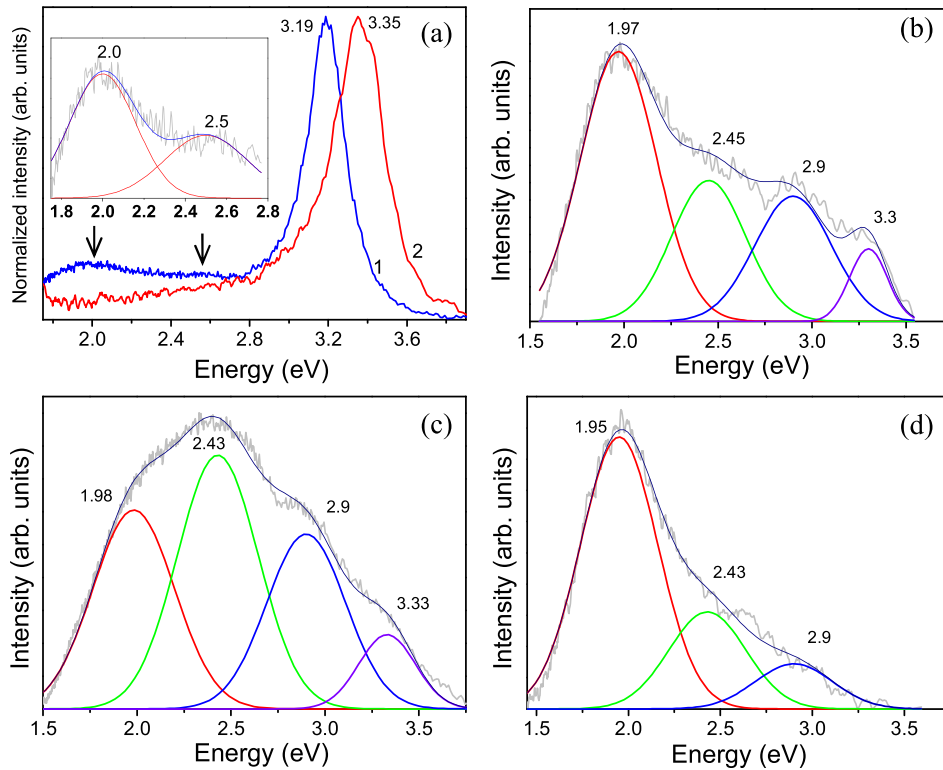 (a)
3.19
3.35
2.0
2.5
1.8 2.0 2.2 2.4 2.6 2.8
1
2
2.0 2.4 2.8 3.2 3.6
Energy (eV)
Normalized intensity (arb. units)
(b)
1.97
2.45
2.9
3.3
1.5 2.0 2.5 3.0 3.5
Energy (eV)
Intensity (arb. units)
(c)
1.98
2.43
2.9
3.33
1.5 2.0 2.5 3.0 3.5
Energy (eV)
Intensity (arb. units)
(d)
1.95
2.43
2.9
1.5 2.0 2.5 3.0 3.5
Energy (eV)
Intensity (arb. units)